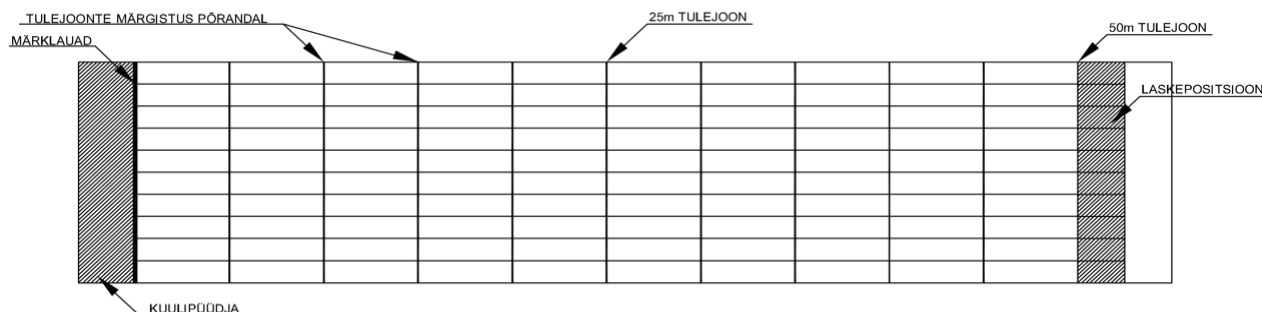 TULEJOONTE MÄRGISTUS PÕRANDAL
25m TULEJOON
50m TULEJOON
MÄRKLAUAD
LASKEPOSITSIOON
KUULIPÜÜDJA